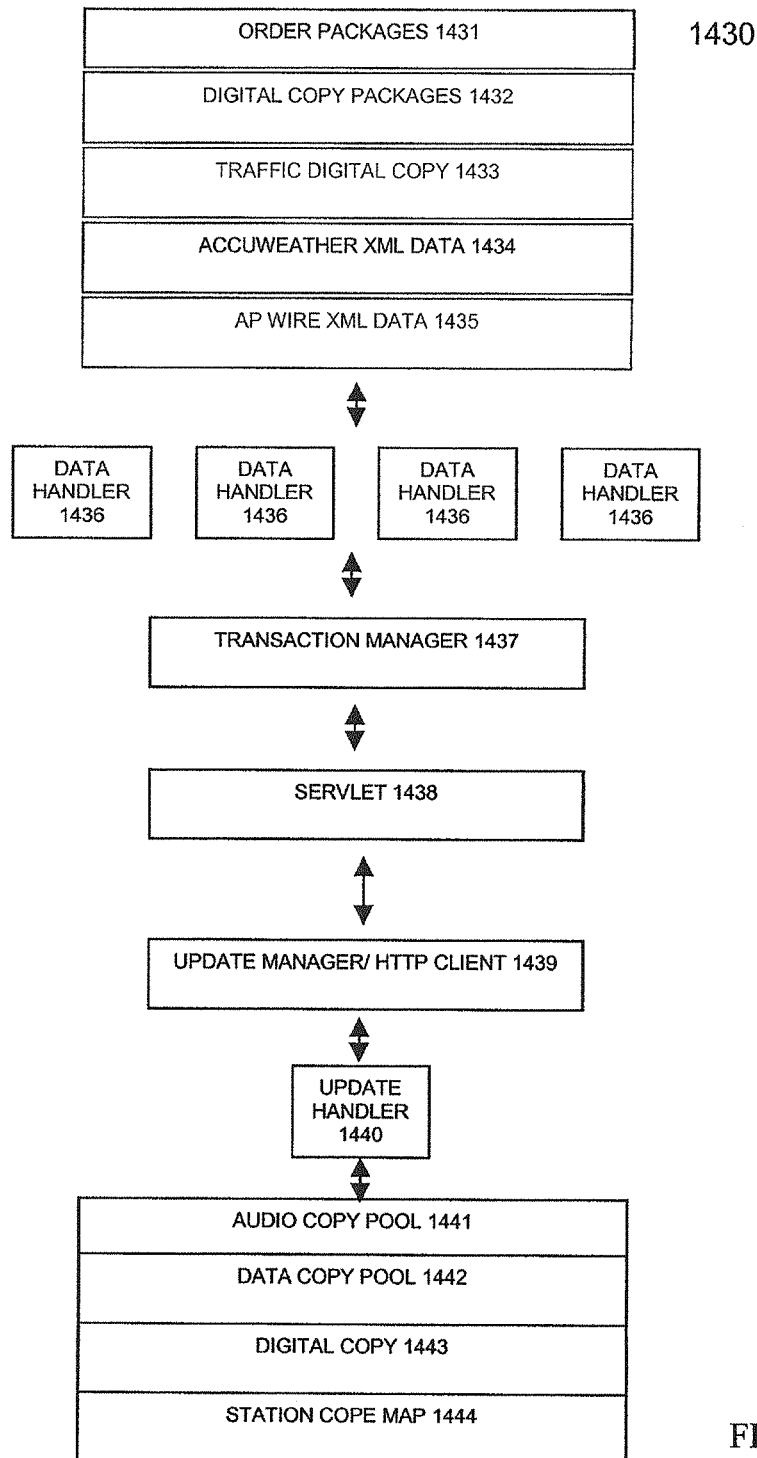 ORDER PACKAGES 1431
1430
DIGITAL COPY PACKAGES 1432
TRAFFIC DIGITAL COPY 1433
ACCUWEATHER XML DATA 1434
AP WIRE XML DATA 1435
DATA
HANDLER
1436
DATA
HANDLER
1436
DATA
HANDLER
1436
DATA
HANDLER
1436
TRANSACTION MANAGER 1437
SERVLET 1438
UPDATE MANAGER/ HTTP CLIENT 1439
UPDATE
HANDLER
1440
AUDIO COPY POOL 1441
DATA COPY POOL 1442
DIGITAL COPY 1443
STATION COPE MAP 1444